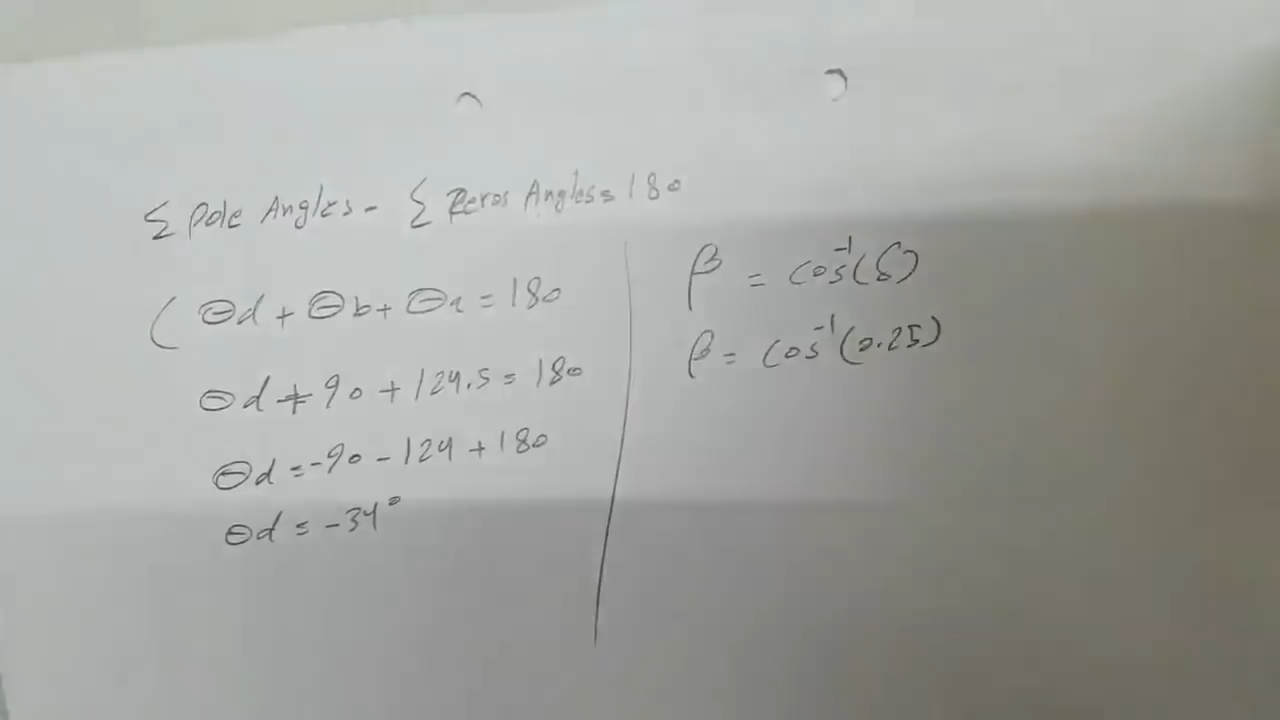 Σ Pole Angles - Σ Zeros Angles = 180
( Θd + Θb + Θa = 180
Θd + 90 + 124.5 = 180
Θd = -90 - 124 + 180
Θd = -34°
β = cos⁻¹(δ)
β = cos⁻¹(0.25)